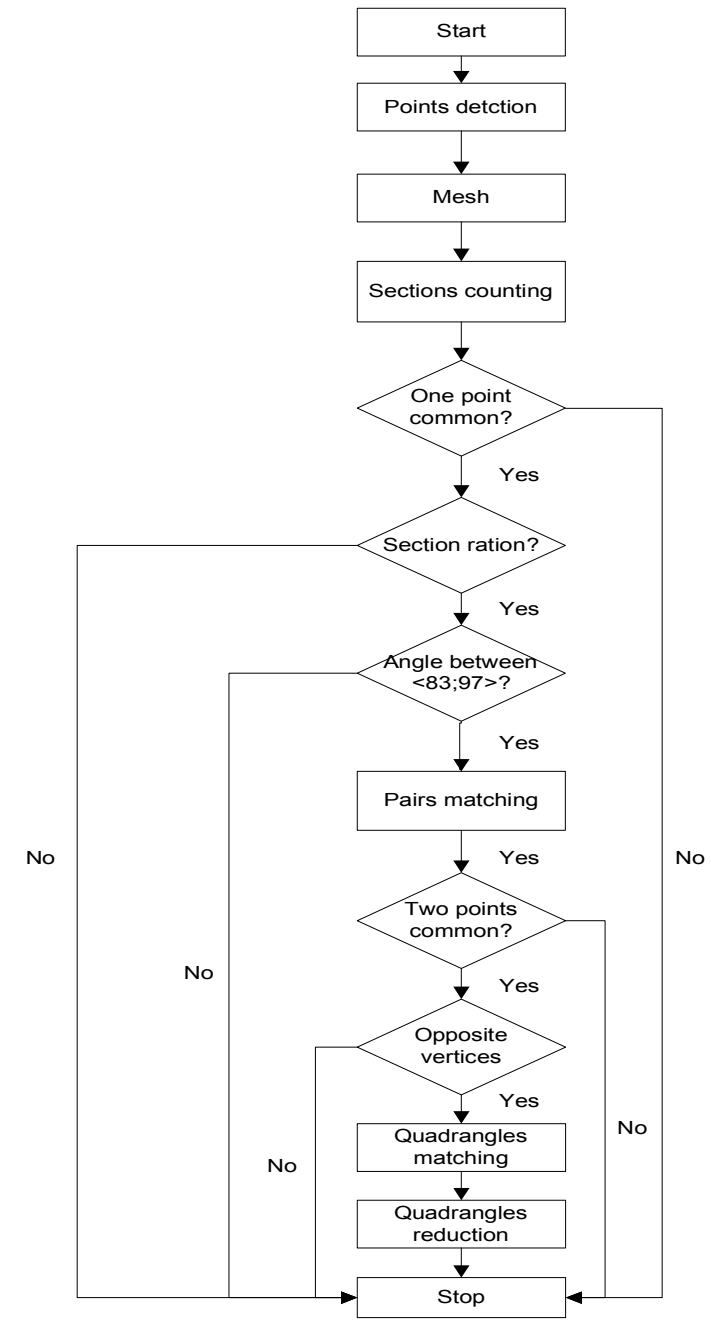 Start
Points detction
Mesh
Sections counting
One point
common?
Yes
Section ration?
Yes
Angle between
<83;97>?
Yes
Pairs matching
No
Yes
No
Two points
common?
No
Yes
Opposite
vertices
Yes
No
Quadrangles
matching
No
Quadrangles
reduction
Stop